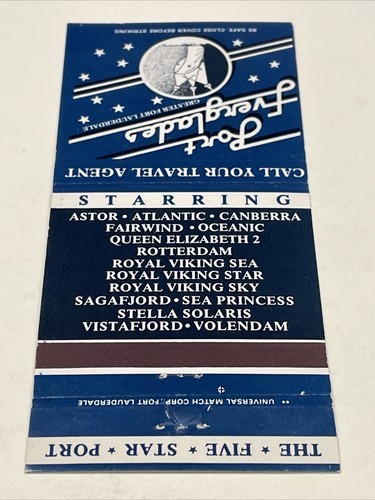 BE SAFE-CLOSE COVER BEFORE STRIKING
GREATER FORT LAUDERDALE
Port
Everglades
CALL YOUR TRAVEL AGENT
STARRING
ASTOR • ATLANTIC • CANBERRA
FAIRWIND • OCEANIC
QUEEN ELIZABETH 2
ROTTERDAM
ROYAL VIKING SEA
ROYAL VIKING STAR
ROYAL VIKING SKY
SAGAFJORD • SEA PRINCESS
STELLA SOLARIS
VISTAFJORD • VOLENDAM
UNIVERSAL MATCH CORP., FORT LAUDERDALE
THE ★ FIVE ★ STAR ★ PORT